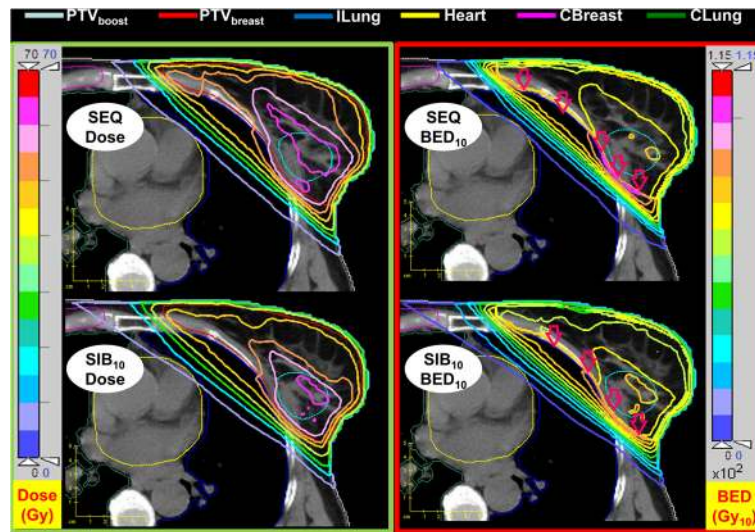 PTVboost PTVbreast ILung Heart CBreast CLung
70 70
1.15 1.15
SEQ
Dose
SEQ
BED10
SIB10
Dose
SIB10
BED10
0 0
0 0
x10²
Dose
(Gy)
BED
(Gy10)